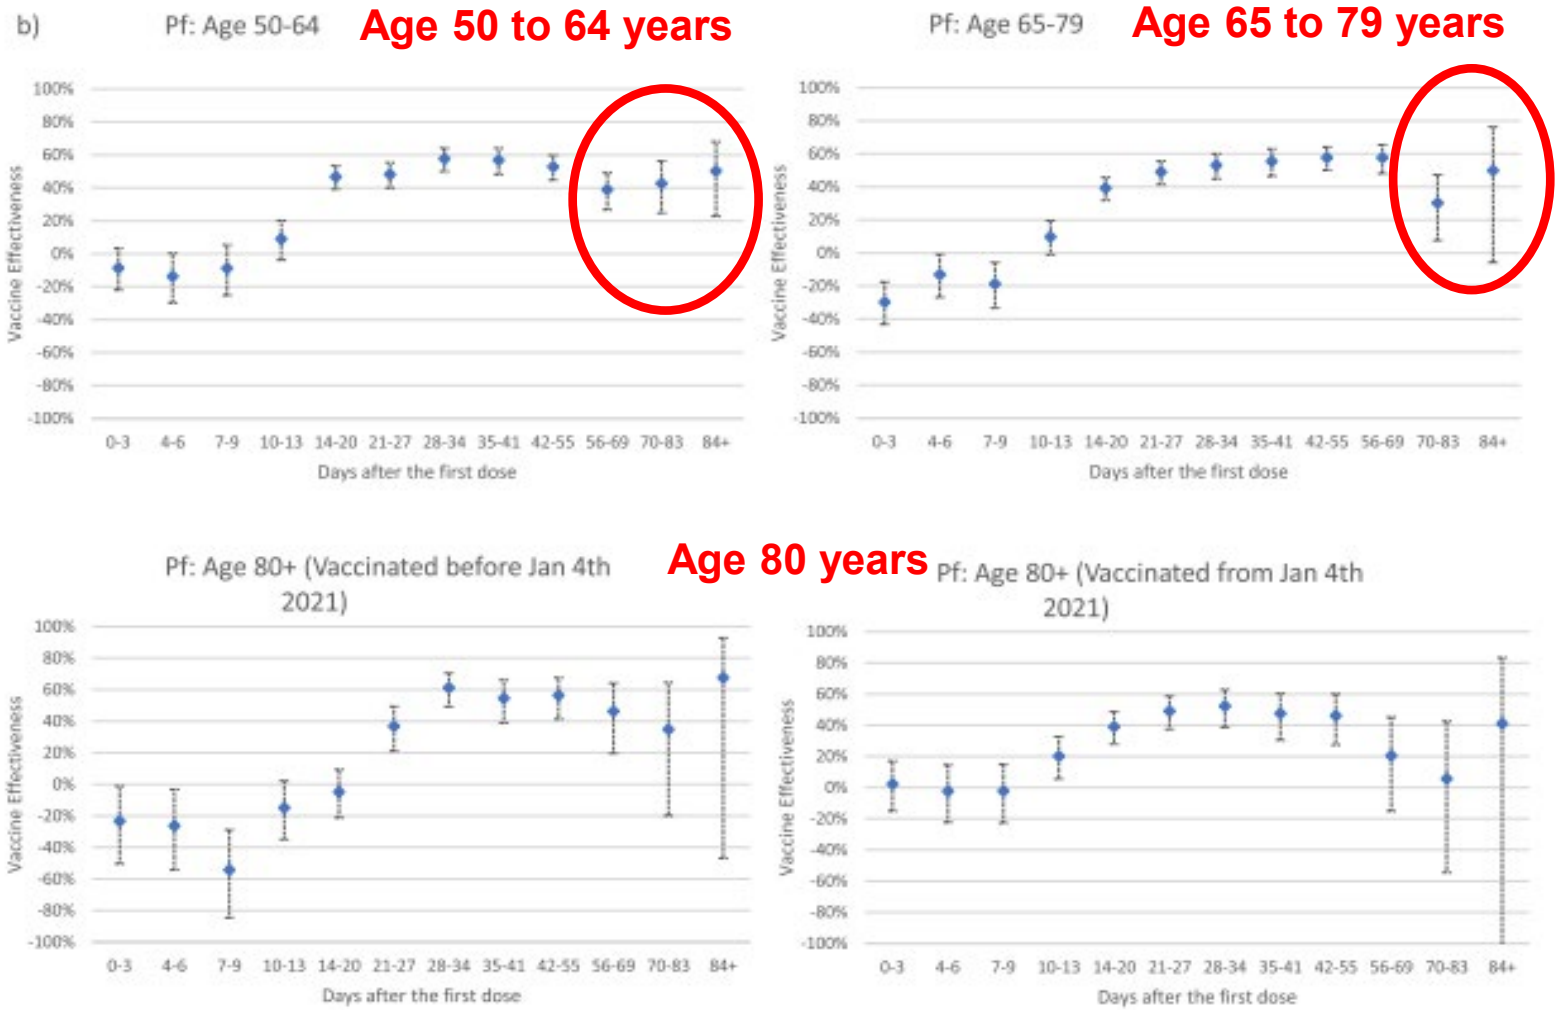 b)
Pf: Age 50-64
Age 50 to 64 years
100%
80%
60%
40%
20%
0%
-20%
-40%
-60%
-80%
-100%
Vaccine Effectiveness
0-3 4-6 7-9 10-13 14-20 21-27 28-34 35-41 42-55 56-69 70-83 84+
Days after the first dose
Pf: Age 65-79
Age 65 to 79 years
100%
80%
60%
40%
20%
0%
-20%
-40%
-60%
-80%
-100%
Vaccine Effectiveness
0-3 4-6 7-9 10-13 14-20 21-27 28-34 35-41 42-55 56-69 70-83 84+
Days after the first dose
Age 80 years
Pf: Age 80+ (Vaccinated before Jan 4th
2021)
100%
80%
60%
40%
20%
0%
-20%
-40%
-60%
-80%
-100%
Vaccine Effectiveness
0-3 4-6 7-9 10-13 14-20 21-27 28-34 35-41 42-55 56-69 70-83 84+
Days after the first dose
Pf: Age 80+ (Vaccinated from Jan 4th
2021)
100%
80%
60%
40%
20%
0%
-20%
-40%
-60%
-80%
-100%
Vaccine Effectiveness
0-3 4-6 7-9 10-13 14-20 21-27 28-34 35-41 42-55 56-69 70-83 84+
Days after the first dose